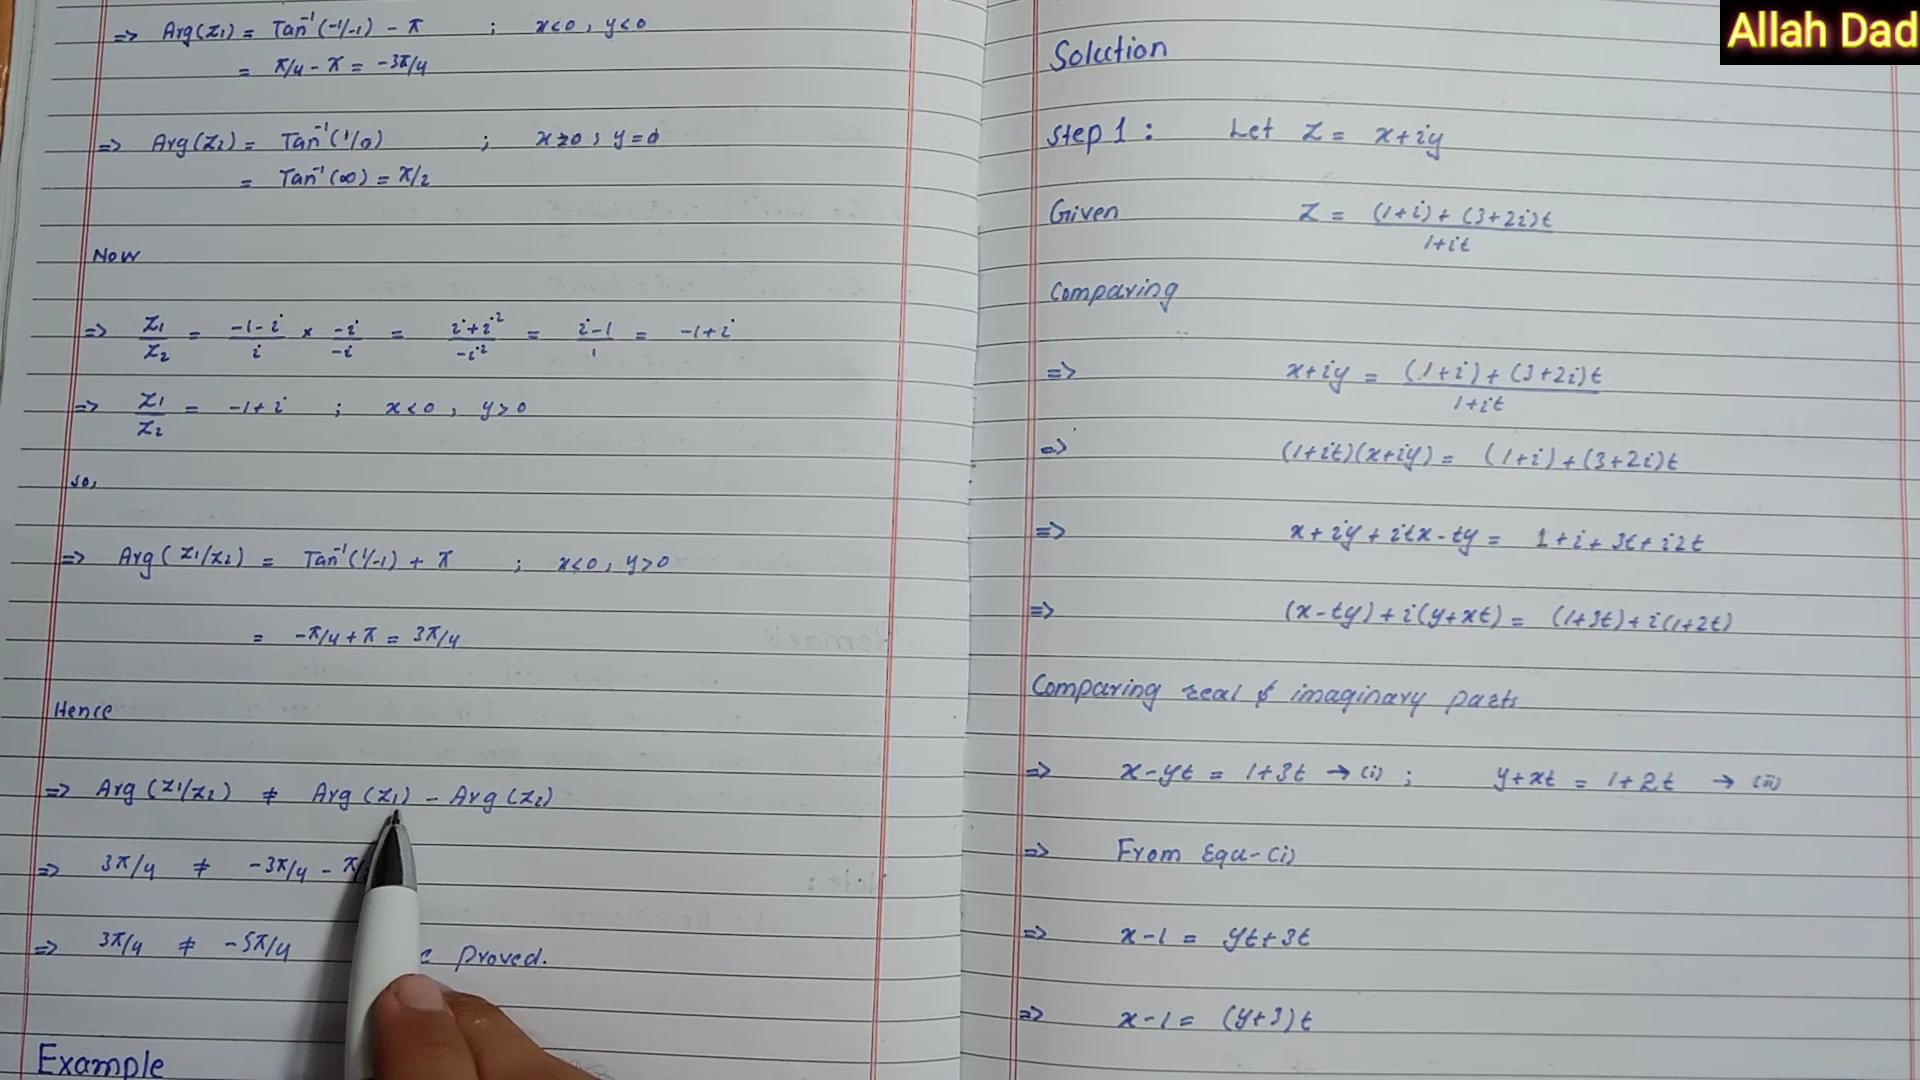 => Arg(z₁) = Tan⁻¹(-1/-1) - π ; x<0, y<0
= π/4 - π = -3π/4
=> Arg(z₂) = Tan⁻¹(1/0) ; y=0
= Tan⁻¹(∞) = π/2
Now
=> z₁/z₂ = -1-i/i × -i/-i = i+i²/-i² = i-1/1 = -1+i
=> z₁/z₂ = -1+i ; x<0, y>0
so,
=> Arg(z₁/z₂) = Tan⁻¹(1/-1) + π ; x<0, y>0
= -π/4 + π = 3π/4
Hence
=> Arg(z₁/z₂) ≠ Arg(z₁) - Arg(z₂)
=> 3π/4 ≠ -3π/4 - π/
=> 3π/4 ≠ -5π/4 Proved.
Example
Allah Dad
Solution
Step 1 : Let z = x+iy
Given z = (1+i)+(3+2i)t/1+it
Comparing
=> x+iy = (1+i)+(3+2i)t/1+it
=> (1+it)(x+iy) = (1+i)+(3+2i)t
=> x+iy+itx-ty = 1+i+3t+i2t
=> (x-ty)+i(y+xt) = (1+3t)+i(1+2t)
Comparing real & imaginary parts
=> x-yt = 1+3t → (i) ; y+xt = 1+2t → (ii)
=> From Equ-(i)
=> x-1 = yt+3t
=> x-1 = (y+3)t